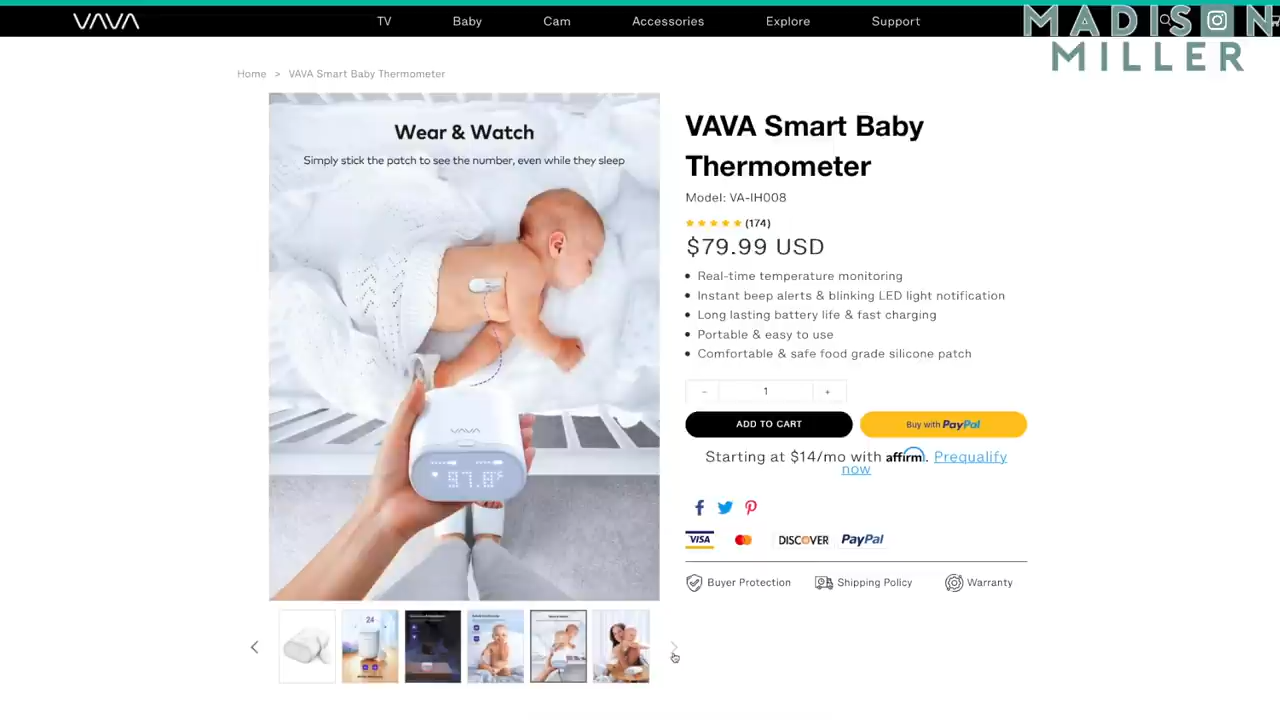 VAVA
TV
Baby
Cam
Accessories
Explore
Support
MADISON
MILLER
Home > VAVA Smart Baby Thermometer
Wear & Watch
Simply stick the patch to see the number, even while they sleep
VAVA
97.8°F
VAVA Smart Baby
Thermometer
Model: VA-IH008
(174)
$79.99 USD
Real-time temperature monitoring
Instant beep alerts & blinking LED light notification
Long lasting battery life & fast charging
Portable & easy to use
Comfortable & safe food grade silicone patch
− 1 +
ADD TO CART
Buy with PayPal
Starting at $14/mo with affirm. Prequalify
now
VISA
DISCOVER
PayPal
Buyer Protection
Shipping Policy
Warranty
24